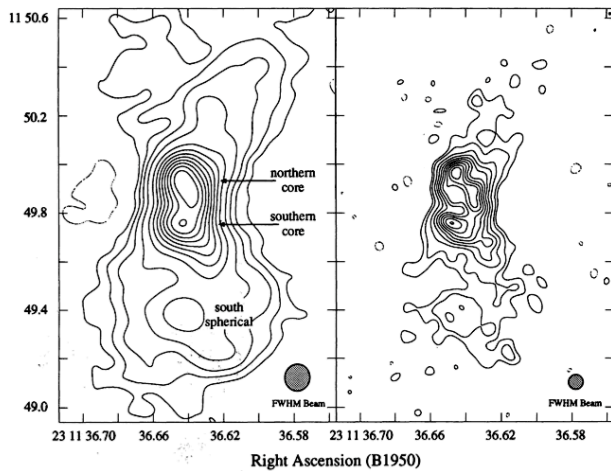 11 50.6
50.2
49.8
49.4
49.0
northern
core
southern
core
south
spherical
FWHM Beam
FWHM Beam
23 11 36.70 36.66 36.62 36.58
23 11 36.70 36.66 36.62 36.58
Right Ascension (B1950)